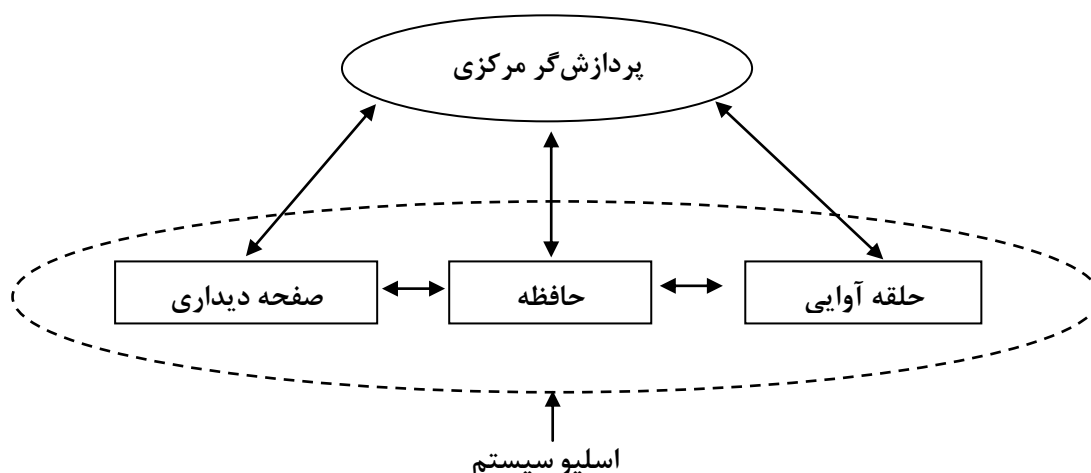 پردازش‌گر مرکزی
حلقه آوایی
حافظه
صفحه دیداری
اسلیو سیستم